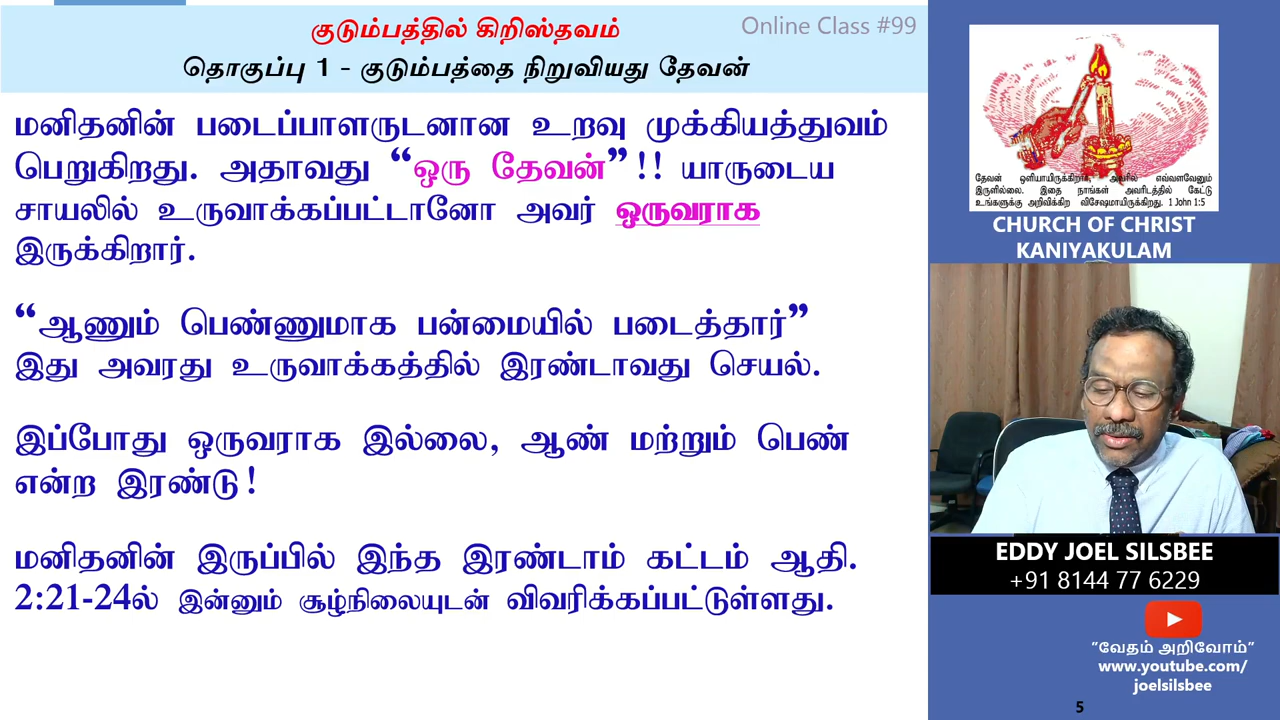 குடும்பத்தில் கிறிஸ்தவம்
Online Class #99
தொகுப்பு 1 - குடும்பத்தை நிறுவியது தேவன்
மனிதனின் படைப்பாளருடனான உறவு முக்கியத்துவம்
பெறுகிறது. அதாவது “ஒரு தேவன்”!! யாருடைய
சாயலில் உருவாக்கப்பட்டானோ அவர் ஒருவராக
இருக்கிறார்.
“ஆணும் பெண்ணுமாக பன்மையில் படைத்தார்”
இது அவரது உருவாக்கத்தில் இரண்டாவது செயல்.
இப்போது ஒருவராக இல்லை, ஆண் மற்றும் பெண்
என்ற இரண்டு!
மனிதனின் இருப்பில் இந்த இரண்டாம் கட்டம் ஆதி.
2:21-24ல் இன்னும் சூழ்நிலையுடன் விவரிக்கப்பட்டுள்ளது.
தேவன் ஒளியாயிருக்கிறார், அவரில் எவ்வளவேனும்
இருளில்லை. இதை நாங்கள் அவரிடத்தில் கேட்டு
உங்களுக்கு அறிவிக்கிற விசேஷமாயிருக்கிறது. 1 John 1:5
CHURCH OF CHRIST
KANIYAKULAM
EDDY JOEL SILSBEE
+91 8144 77 6229
“வேதம் அறிவோம்”
www.youtube.com/
joelsilsbee
5